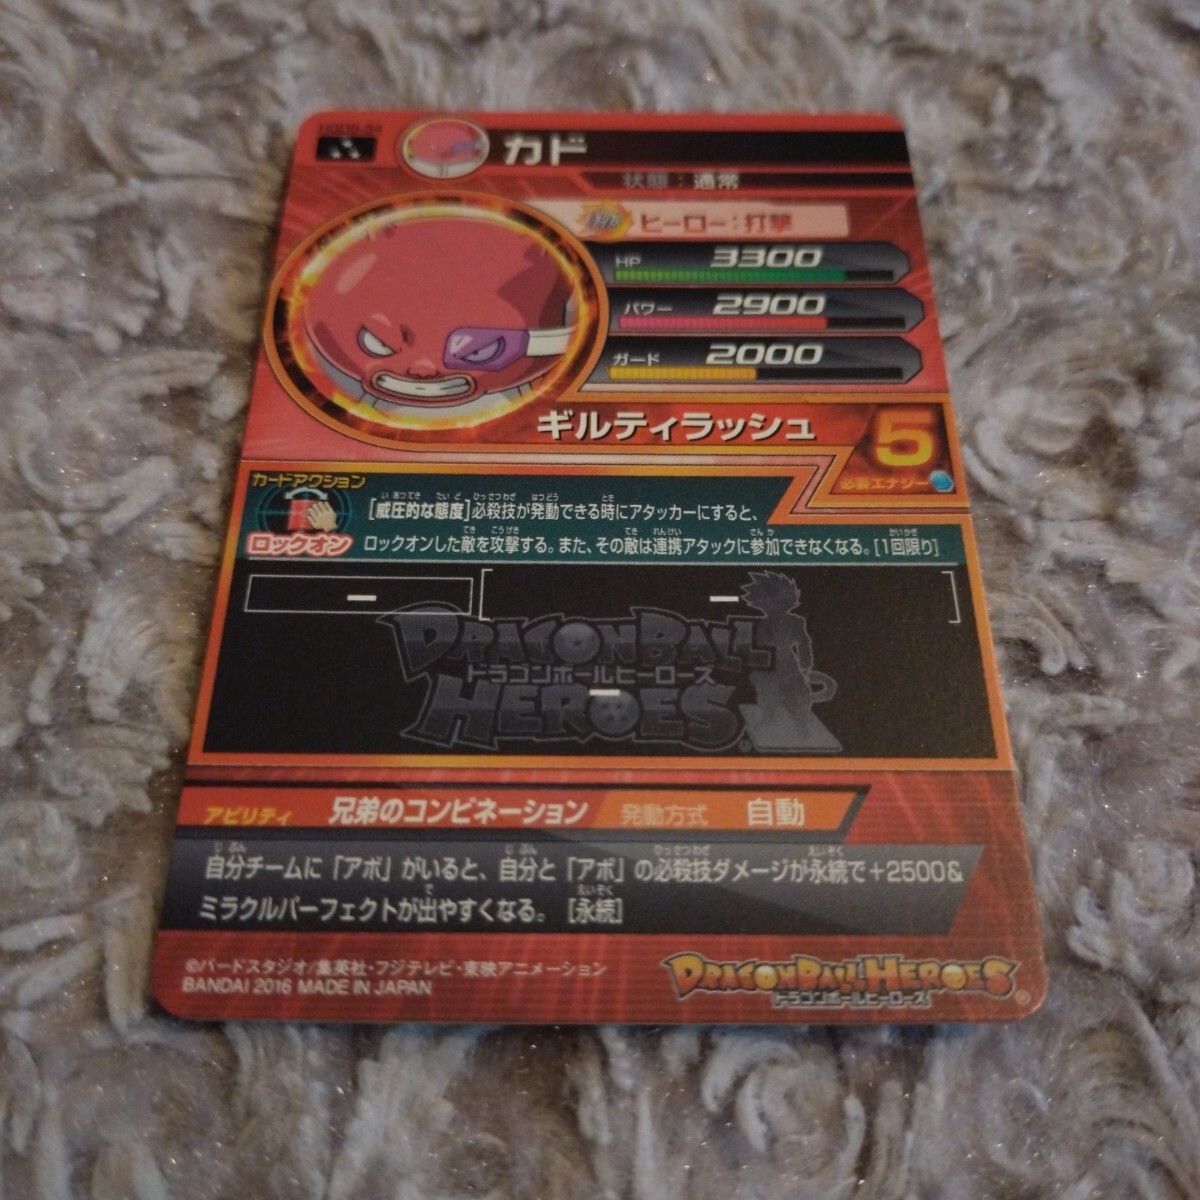 カド
状態：通常
ヒーロー：打撃
HP 3300
パワー 2900
ガード 2000
ギルティラッシュ
5
必要エナジー
カードアクション
ロックオン
[威圧的な態度]必殺技が発動できる時にアタッカーにすると、
ロックオンした敵を攻撃する。また、その敵は連携アタックに参加できなくなる。[1回限り]
ー
ー
DRAGONBALL
ドラゴンボールヒーローズ
ー
HEROES®
アビリティ 兄弟のコンビネーション 発動方式 自動
自分チームに「アボ」がいると、自分と「アボ」の必殺技ダメージが永続で+2500&
ミラクルパーフェクトが出やすくなる。 [永続]
©バードスタジオ/集英社・フジテレビ・東映アニメーション
BANDAI 2016 MADE IN JAPAN
DRAGONBALL HEROES®
ドラゴンボールヒーローズ